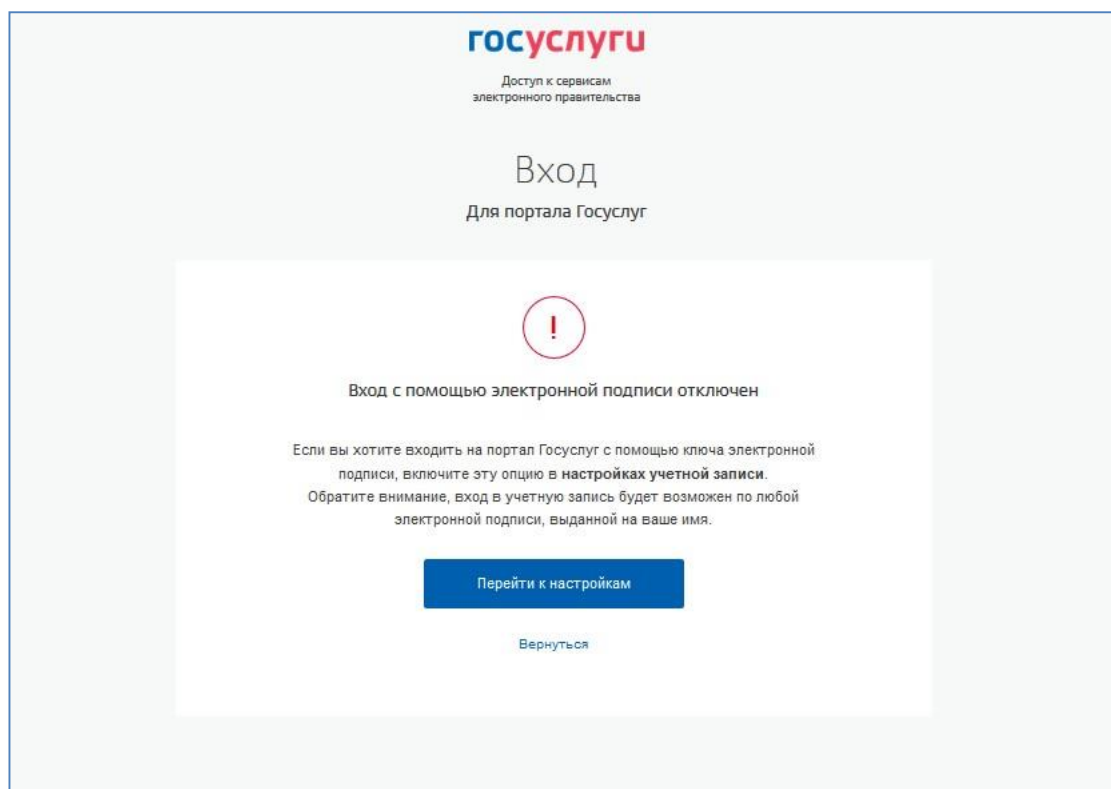 госуслуги
Доступ к сервисам
электронного правительства
Вход
Для портала Госуслуг
!
Вход с помощью электронной подписи отключен
Если вы хотите входить на портал Госуслуг с помощью ключа электронной
подписи, включите эту опцию в настройках учетной записи.
Обратите внимание, вход в учетную запись будет возможен по любой
электронной подписи, выданной на ваше имя.
Перейти к настройкам
Вернуться